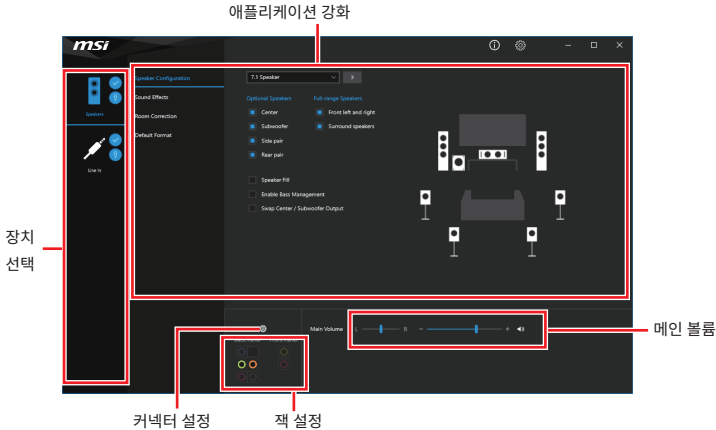 애플리케이션 강화
msi
Speaker Configuration
Sound Effects
Room Correction
Default Format
Speakers
Line In
7.1 Speaker
Optional Speakers
Full-range Speakers
Center
Front left and right
Subwoofer
Surround speakers
Side pair
Rear pair
Speaker Fill
Enable Bass Management
Swap Center / Subwoofer Output
장치
선택
Main Volume
L
R
메인 볼륨
커넥터 설정
잭 설정